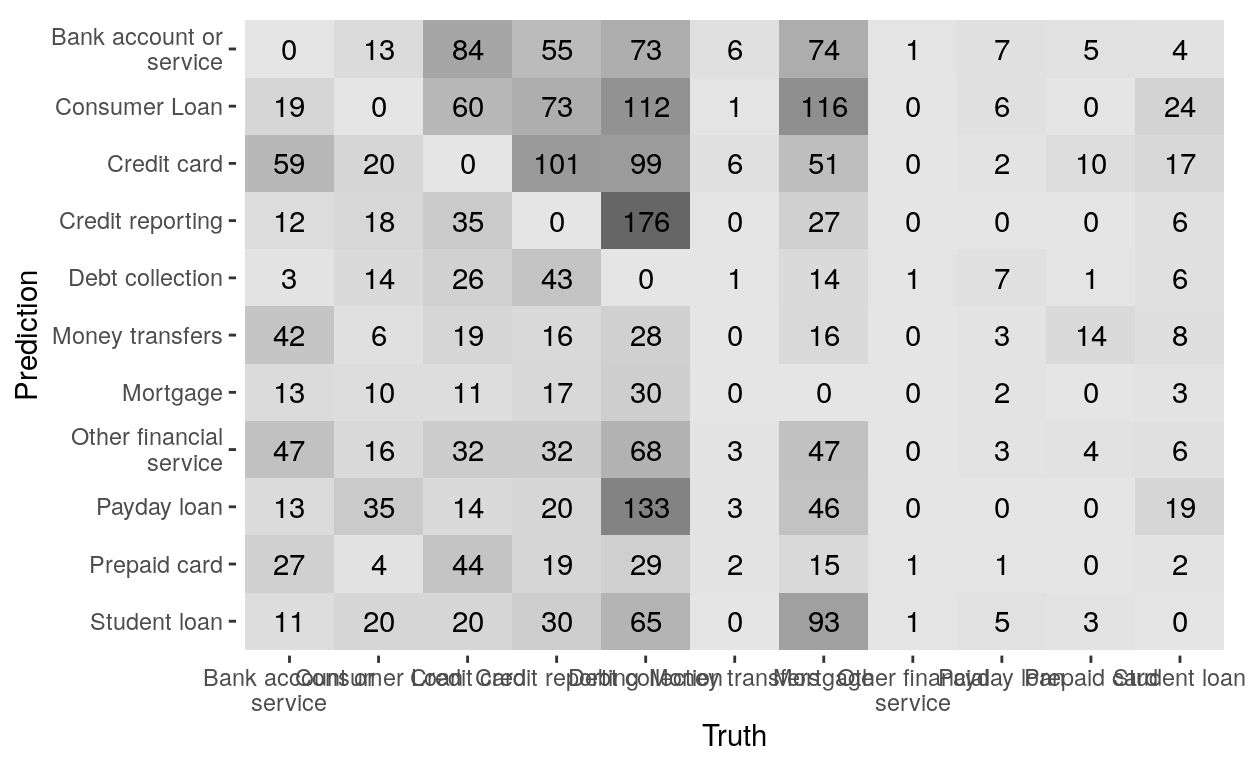 Bank account or
service
0 13 84 55 73 6 74 1 7 5 4
Consumer Loan
19 0 60 73 112 1 116 0 6 0 24
Credit card
59 20 0 101 99 6 51 0 2 10 17
Credit reporting
12 18 35 0 176 0 27 0 0 0 6
Debt collection
3 14 26 43 0 1 14 1 7 1 6
Money transfers
42 6 19 16 28 0 16 0 3 14 8
Mortgage
13 10 11 17 30 0 0 0 2 0 3
Other financial
service
47 16 32 32 68 3 47 0 3 4 6
Payday loan
13 35 14 20 133 3 46 0 0 0 19
Prepaid card
27 4 44 19 29 2 15 1 1 0 2
Student loan
11 20 20 30 65 0 93 1 5 3 0
Prediction
Bank account or Consumer Loan Credit card Credit reporting Debt collection Money transfers Mortgage Other financial Payday loan Prepaid card Student loan
service service
Truth